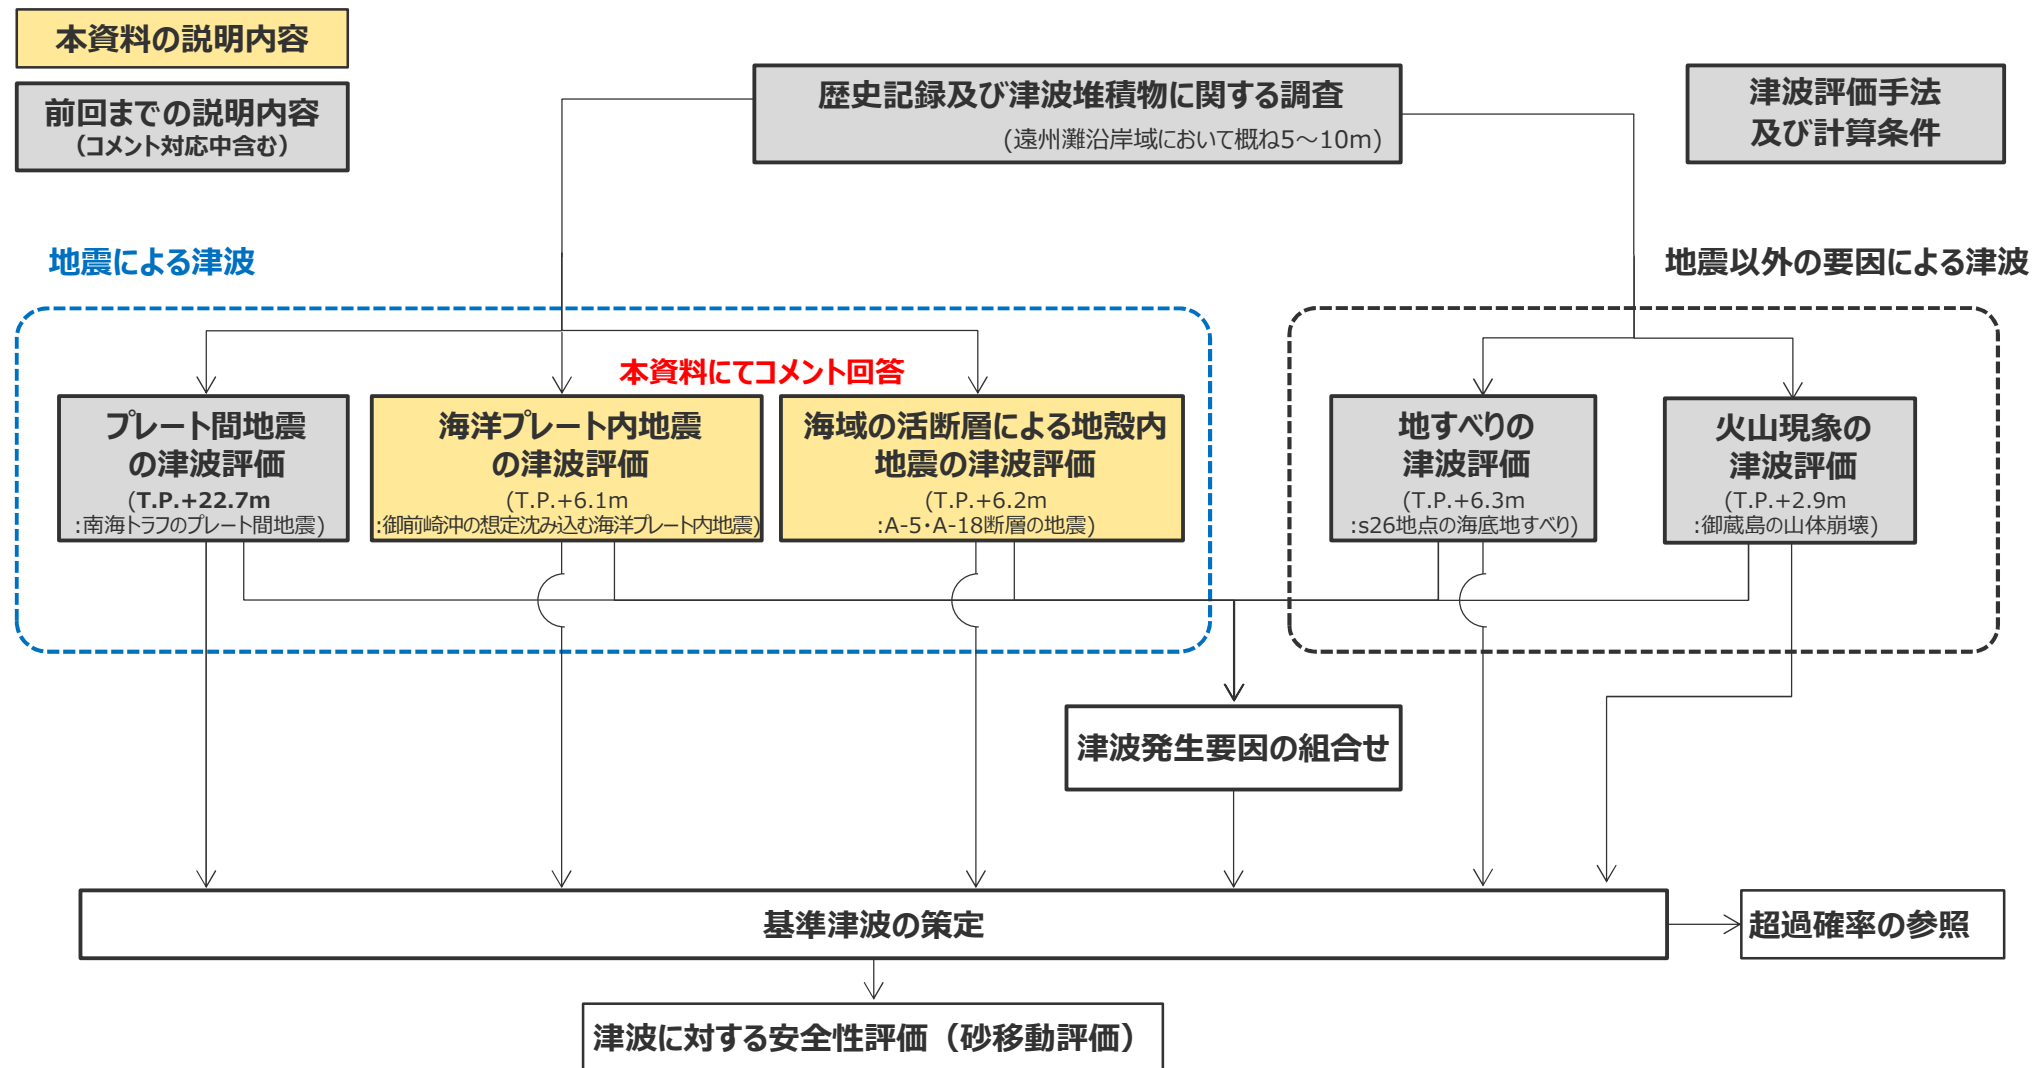 本資料の説明内容
前回までの説明内容
（コメント対応中含む）
歴史記録及び津波堆積物に関する調査
(遠州灘沿岸域において概ね5～10m)
津波評価手法
及び計算条件
地震による津波
地震以外の要因による津波
本資料にてコメント回答
プレート間地震
の津波評価
(T.P.+22.7m
:南海トラフのプレート間地震)
海洋プレート内地震
の津波評価
(T.P.+6.1m
:御前崎沖の想定沈み込む海洋プレート内地震)
海域の活断層による地殻内
地震の津波評価
(T.P.+6.2m
:A-5・A-18断層の地震)
地すべりの
津波評価
(T.P.+6.3m
:s26地点の海底地すべり)
火山現象の
津波評価
(T.P.+2.9m
:御蔵島の山体崩壊)
津波発生要因の組合せ
基準津波の策定
超過確率の参照
津波に対する安全性評価（砂移動評価）